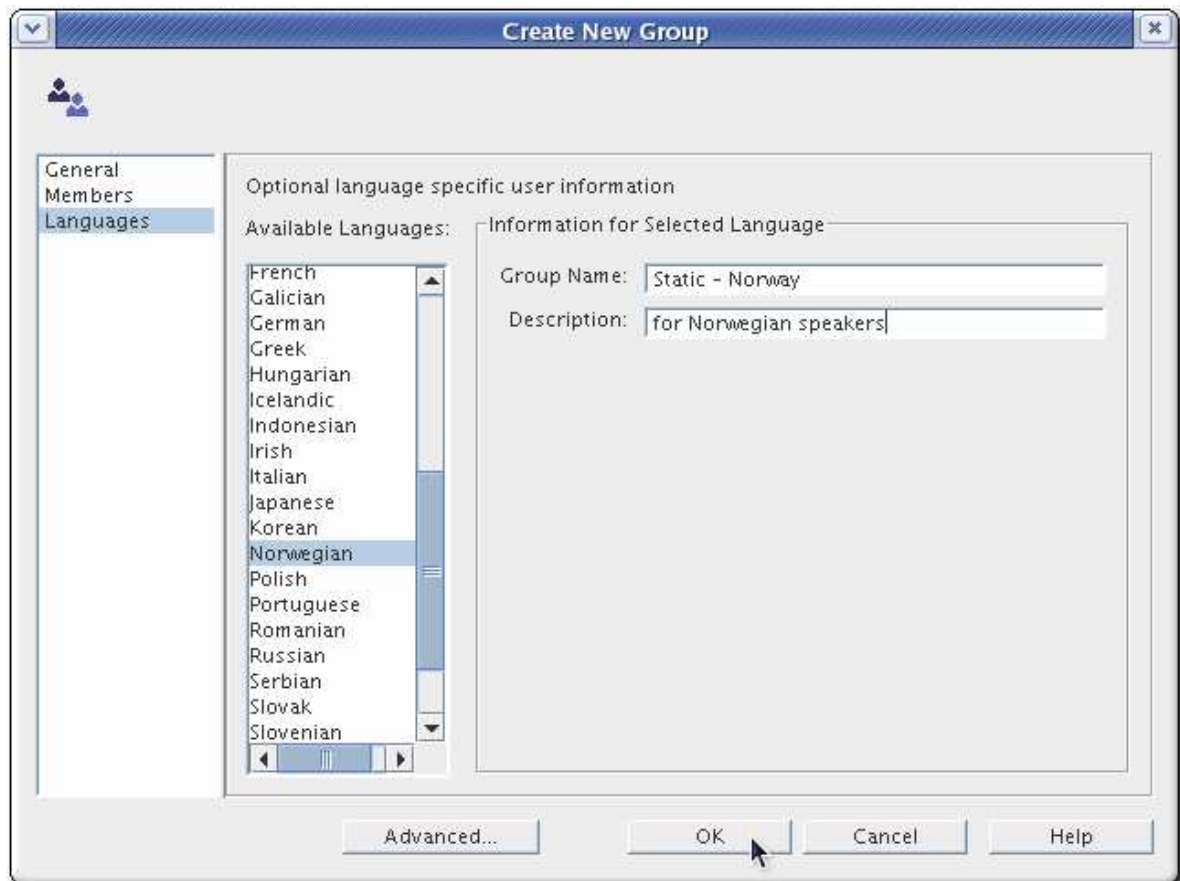 Create New Group
General
Members
Languages
Optional language specific user information
Available Languages:
French
Galician
German
Greek
Hungarian
Icelandic
Indonesian
Irish
Italian
Japanese
Korean
Norwegian
Polish
Portuguese
Romanian
Russian
Serbian
Slovak
Slovenian
Information for Selected Language
Group Name: Static - Norway
Description: for Norwegian speakers
Advanced... OK Cancel Help